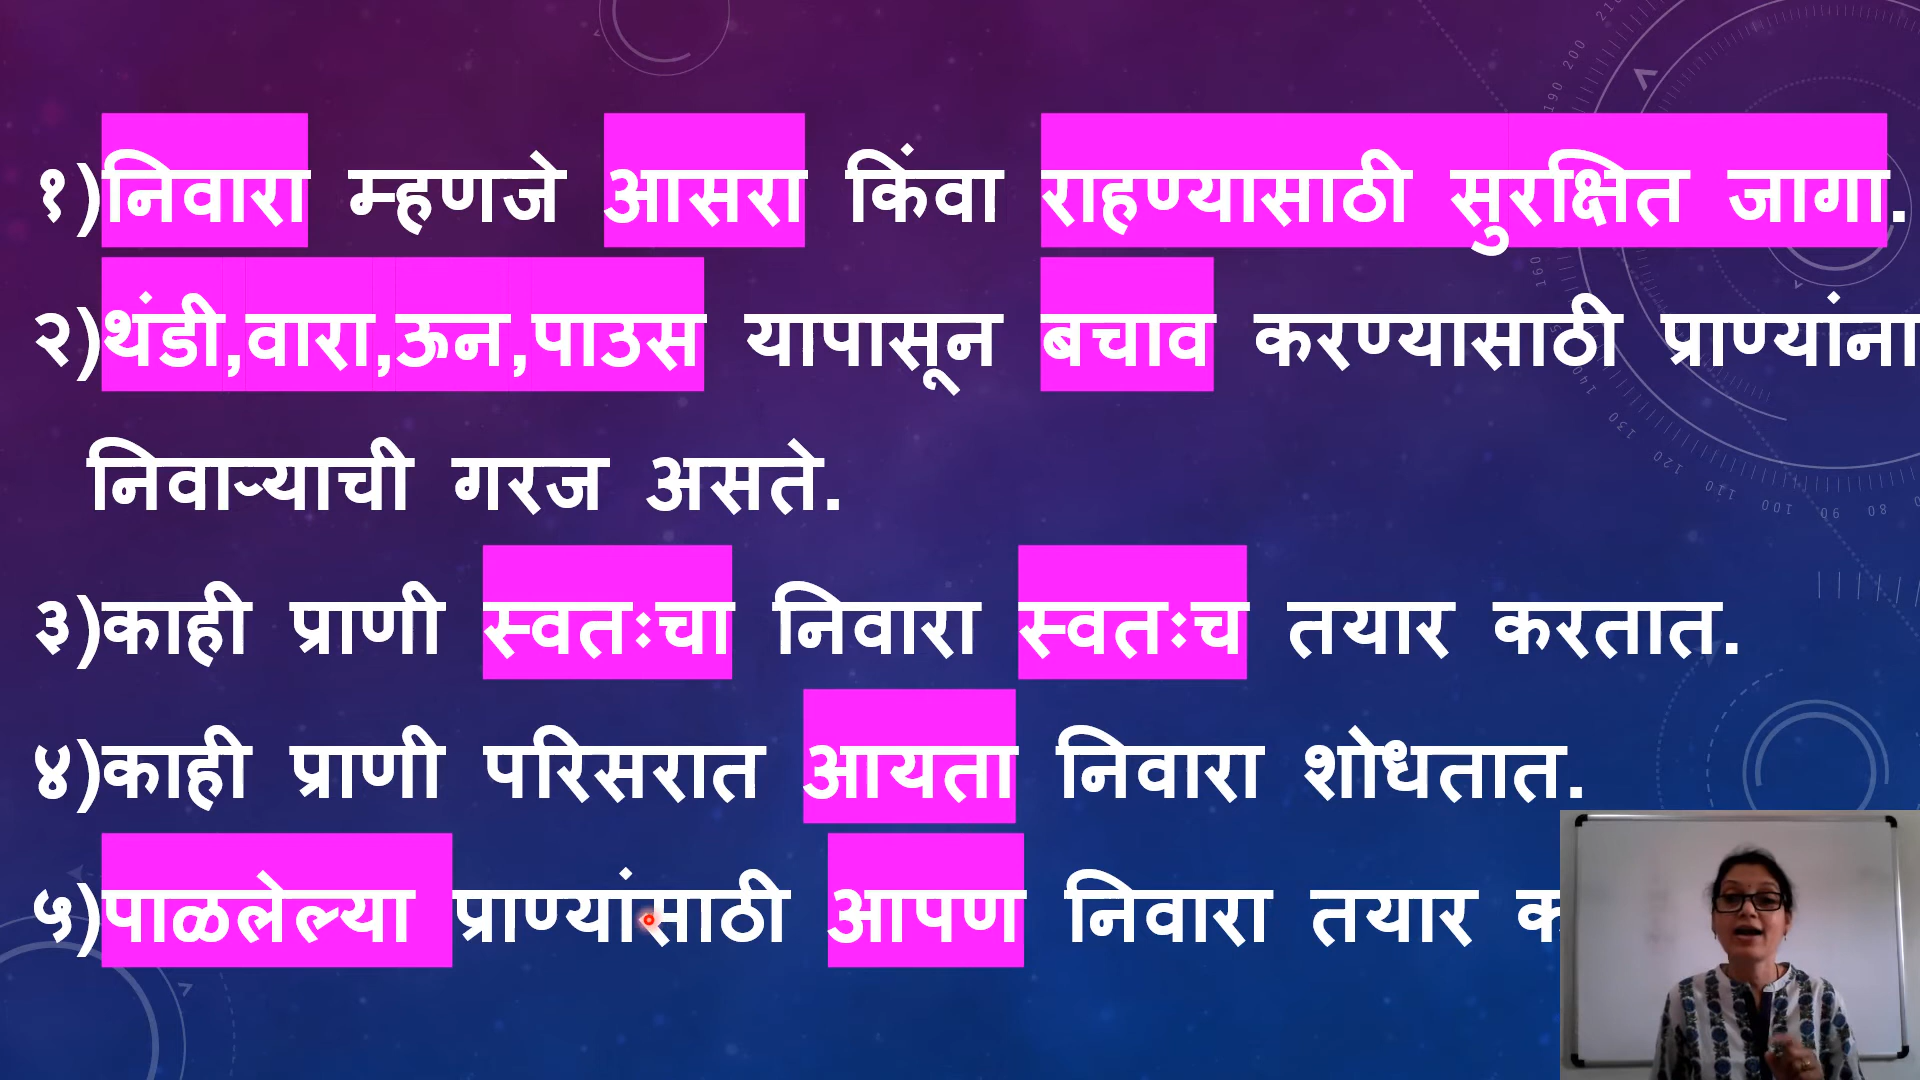 १)निवारा म्हणजे आसरा किंवा राहण्यासाठी सुरक्षित जागा.
२)थंडी,वारा,ऊन,पाउस यापासून बचाव करण्यासाठी प्राण्यांना
निवाऱ्याची गरज असते.
३)काही प्राणी स्वतःचा निवारा स्वतःच तयार करतात.
४)काही प्राणी परिसरात आयता निवारा शोधतात.
५)पाळलेल्या प्राण्यांसाठी आपण निवारा तयार